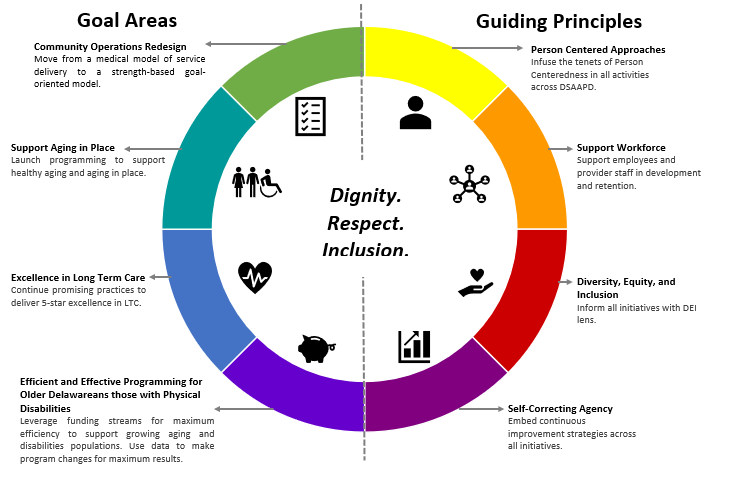 Goal Areas
Community Operations Redesign
Move from a medical model of service
delivery to a strength-based goal-
oriented model.
Support Aging in Place
Launch programming to support
healthy aging and aging in place.
Excellence in Long Term Care
Continue promising practices to
deliver 5-star excellence in LTC.
Efficient and Effective Programming for
Older Delawareans those with Physical
Disabilities
Leverage funding streams for maximum
efficiency to support growing aging and
disabilities populations. Use data to make
program changes for maximum results.
Dignity.
Respect.
Inclusion.
Guiding Principles
Person Centered Approaches
Infuse the tenets of Person
Centeredness in all activities
across DSAAPD.
Support Workforce
Support employees and
provider staff in development
and retention.
Diversity, Equity, and
Inclusion
Inform all initiatives with DEI
lens.
Self-Correcting Agency
Embed continuous
improvement strategies across
all initiatives.